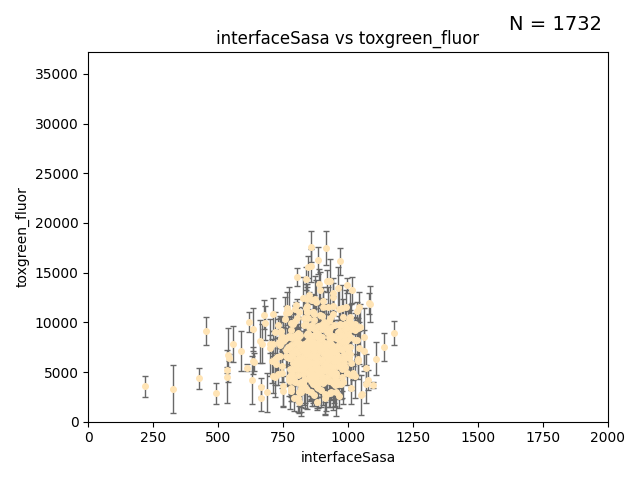 N = 1732
interfaceSasa vs toxgreen_fluor
35000
30000
25000
20000
15000
10000
5000
0
toxgreen_fluor
0 250 500 750 1000 1250 1500 1750 2000
interfaceSasa